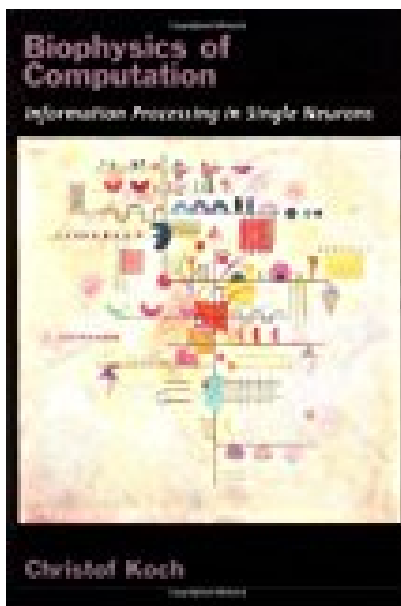 Biophysics of
Computation
Information Processing in Single Neurons
Christof Koch